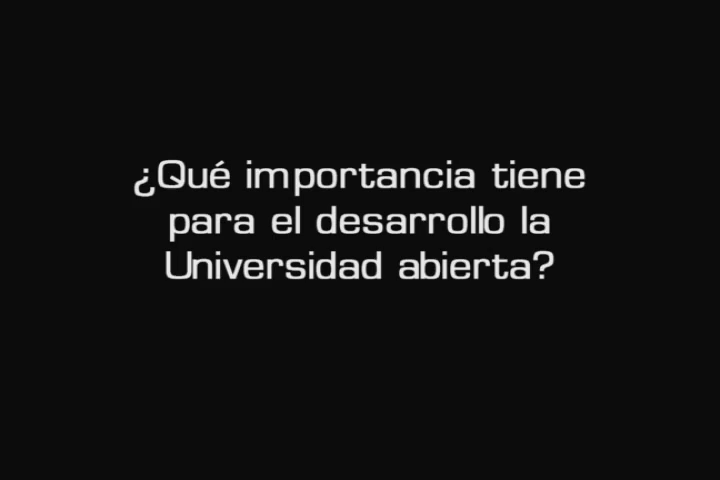 ¿Qué importancia tiene
para el desarrollo la
Universidad abierta?